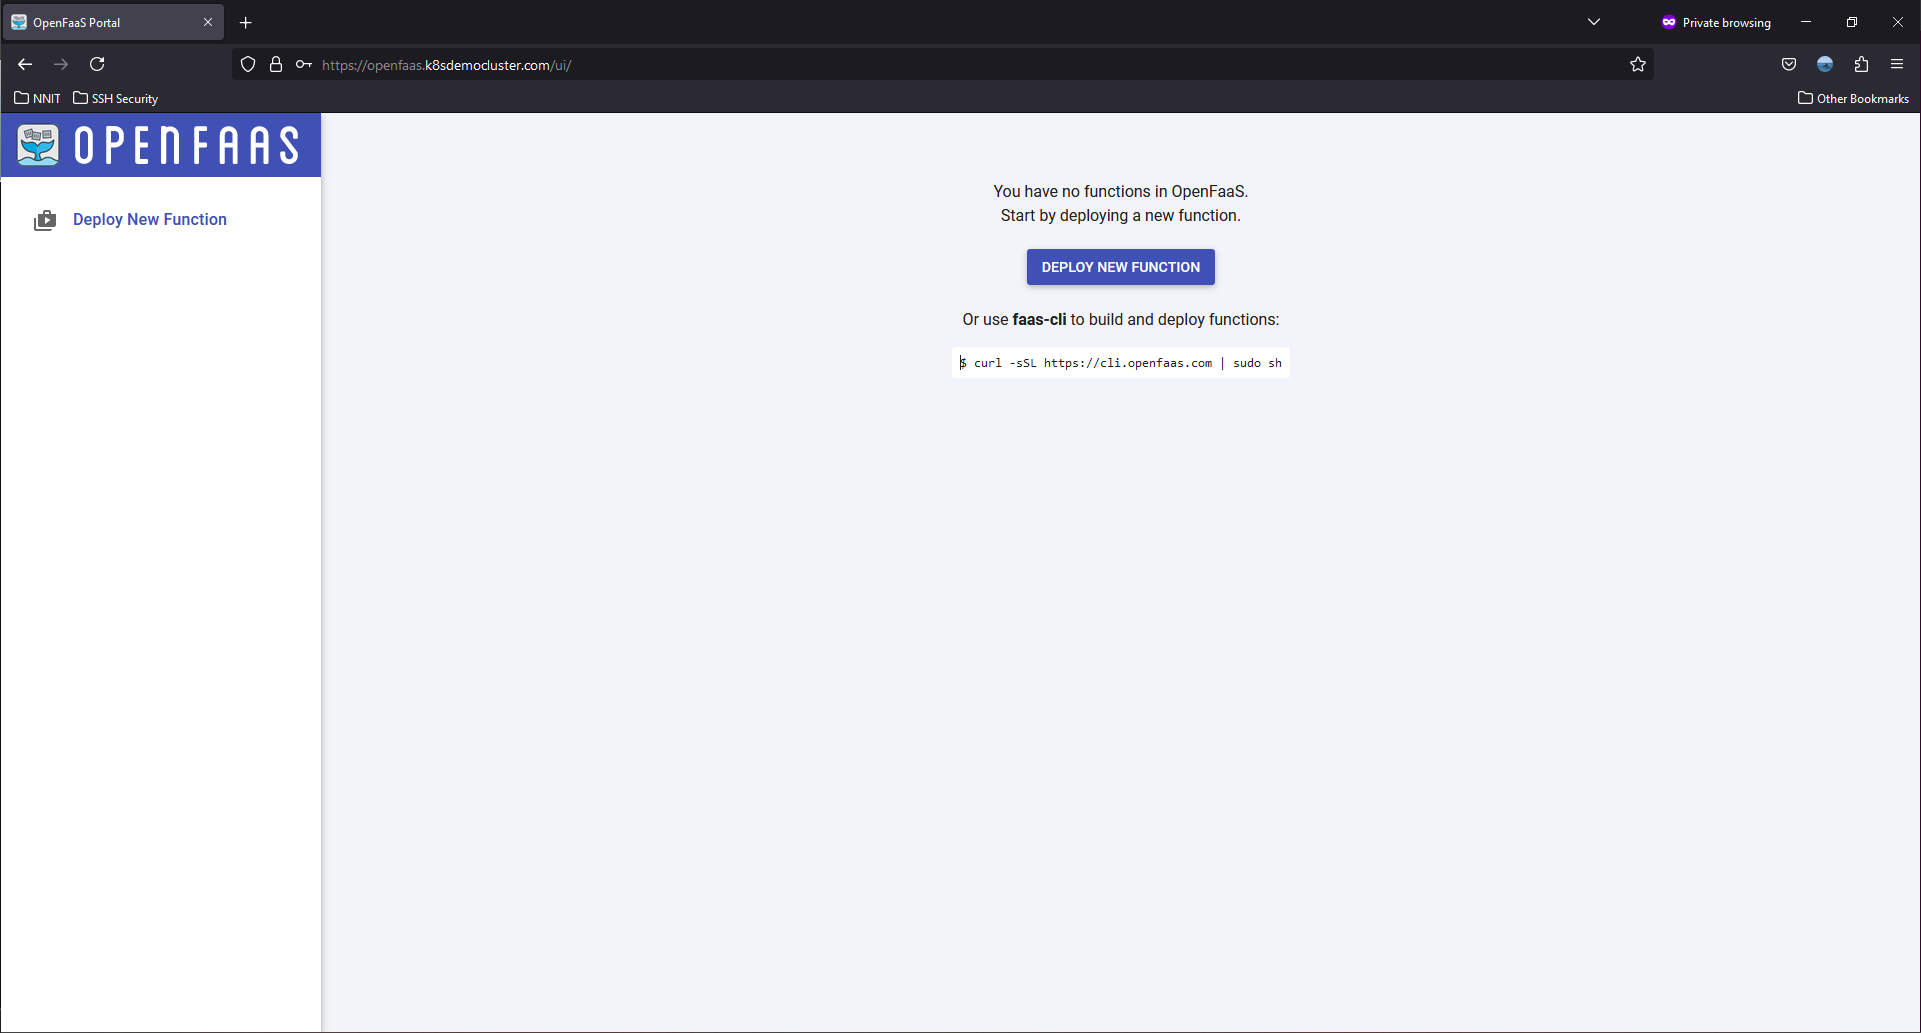 OpenFaaS Portal
Private browsing
https://openfaas.k8sdemocluster.com/ui/
NNIT
SSH Security
Other Bookmarks
OPENFAAS
Deploy New Function
You have no functions in OpenFaaS.
Start by deploying a new function.
DEPLOY NEW FUNCTION
Or use faas-cli to build and deploy functions:
$ curl -sSL https://cli.openfaas.com | sudo sh